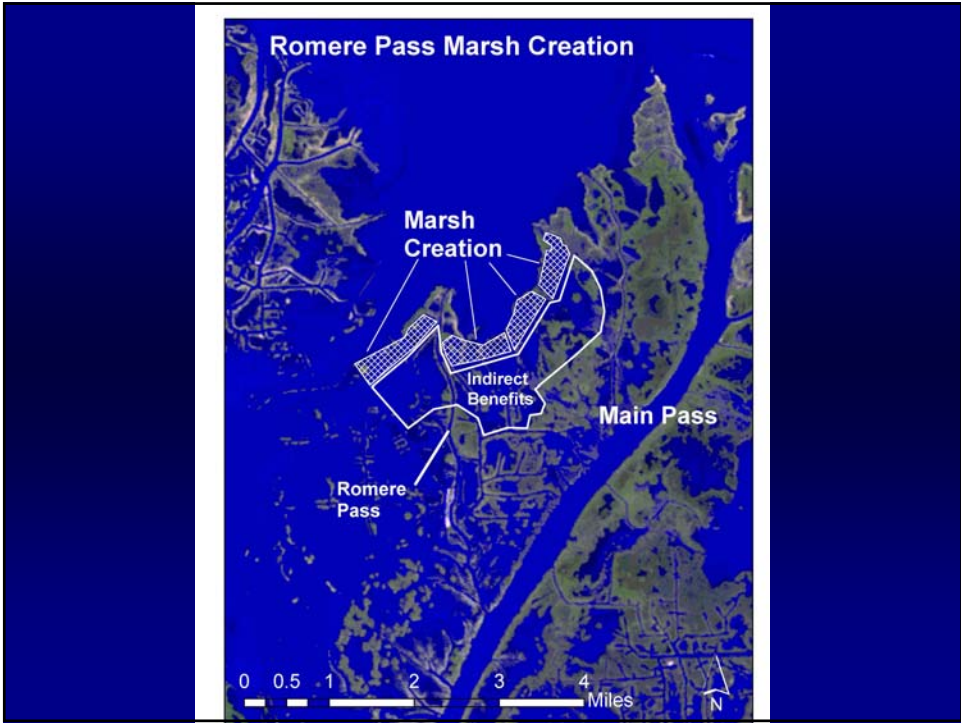 Romere Pass Marsh Creation
Marsh
Creation
Indirect
Benefits
Main Pass
Romere
Pass
0 0.5 1 2 3 4
Miles
N